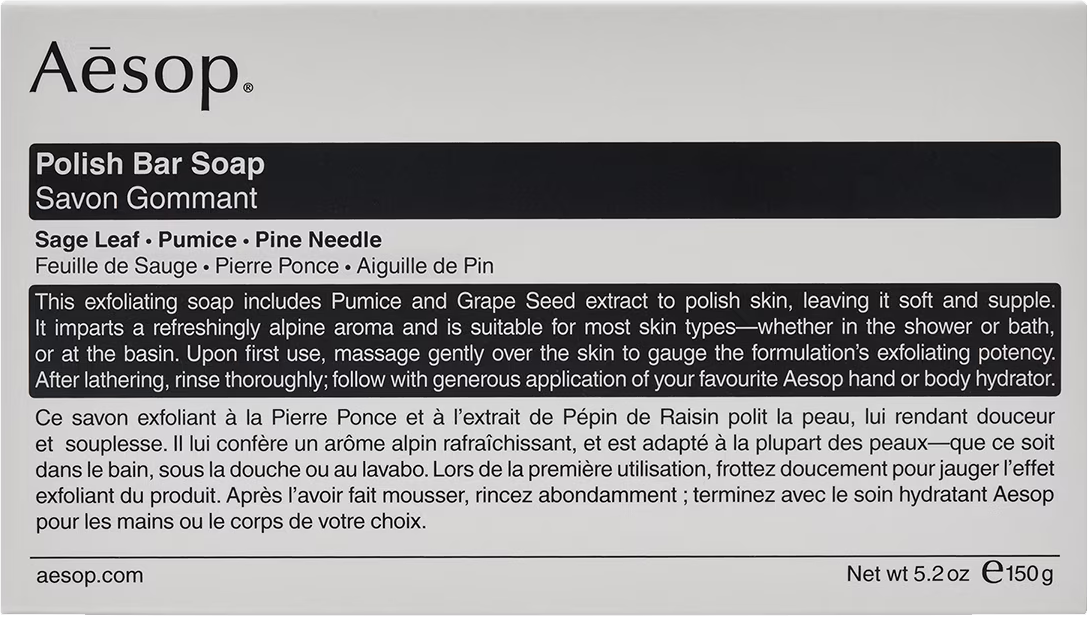 Aēsop®
Polish Bar Soap
Savon Gommant
Sage Leaf • Pumice • Pine Needle
Feuille de Sauge • Pierre Ponce • Aiguille de Pin
This exfoliating soap includes Pumice and Grape Seed extract to polish skin, leaving it soft and supple.
It imparts a refreshingly alpine aroma and is suitable for most skin types—whether in the shower or bath,
or at the basin. Upon first use, massage gently over the skin to gauge the formulation’s exfoliating potency.
After lathering, rinse thoroughly; follow with generous application of your favourite Aesop hand or body hydrator.
Ce savon exfoliant à la Pierre Ponce et à l’extrait de Pépin de Raisin polit la peau, lui rendant douceur
et souplesse. Il lui confère un arôme alpin rafraîchissant, et est adapté à la plupart des peaux—que ce soit
dans le bain, sous la douche ou au lavabo. Lors de la première utilisation, frottez doucement pour jauger l’effet
exfoliant du produit. Après l’avoir fait mousser, rincez abondamment ; terminez avec le soin hydratant Aesop
pour les mains ou le corps de votre choix.
aesop.com
Net wt 5.2 oz ℮150 g